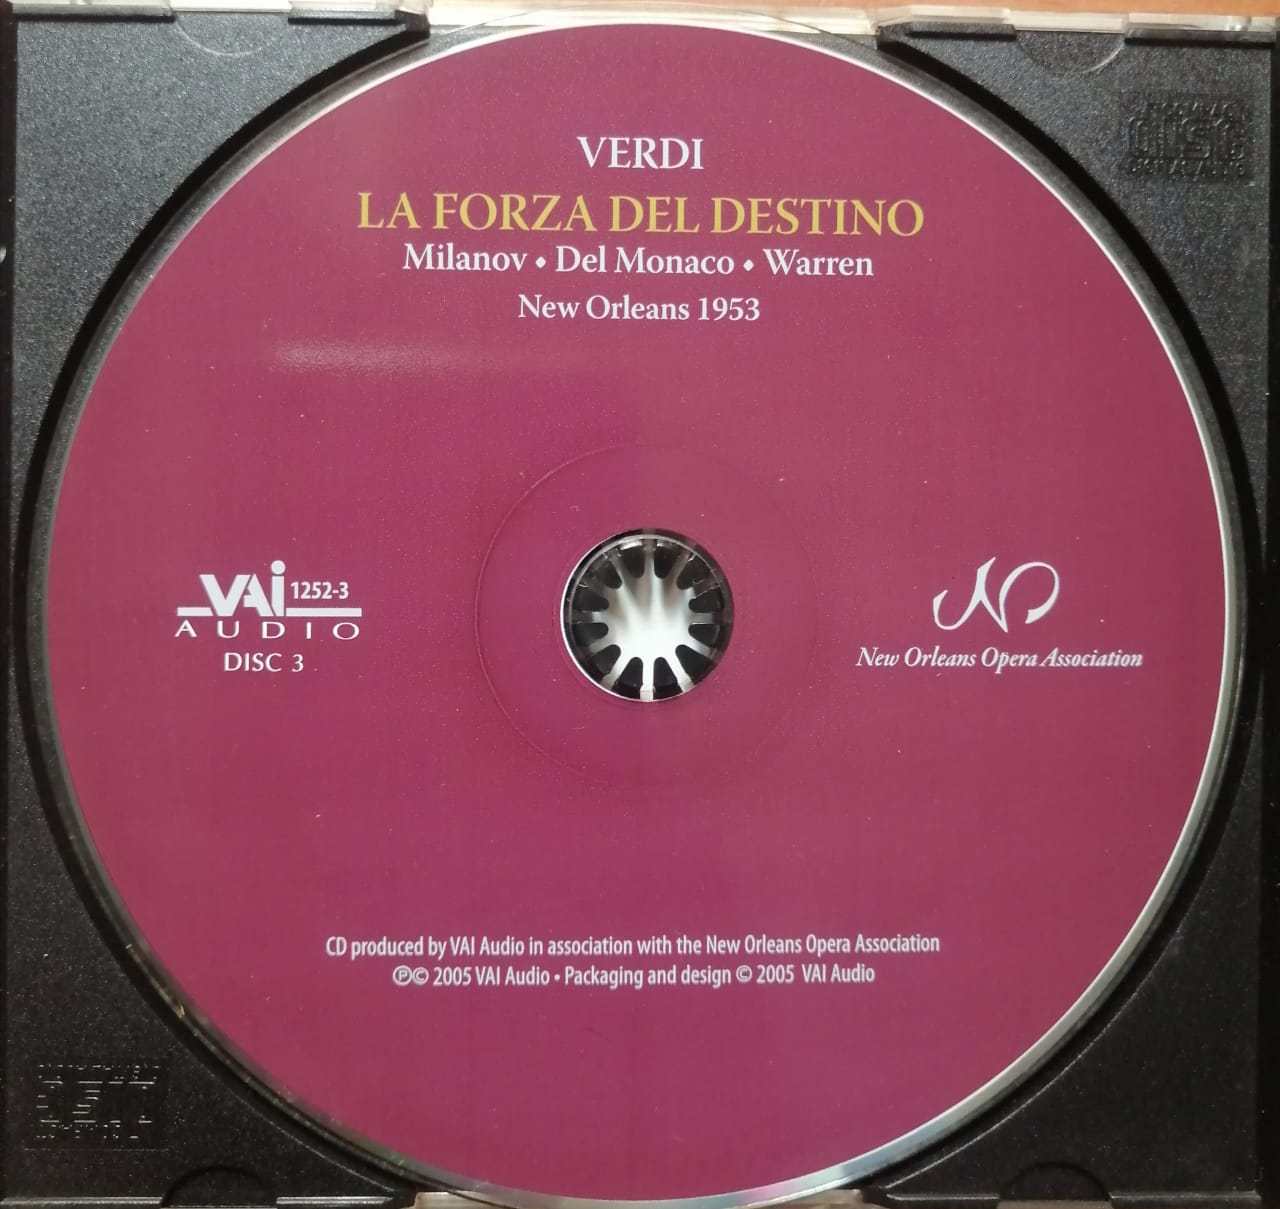 VERDI
LA FORZA DEL DESTINO
Milanov • Del Monaco • Warren
New Orleans 1953
VAI 1252-3
AUDIO
DISC 3
NO
New Orleans Opera Association
CD produced by VAI Audio in association with the New Orleans Opera Association
℗© 2005 VAI Audio • Packaging and design © 2005 VAI Audio
disc